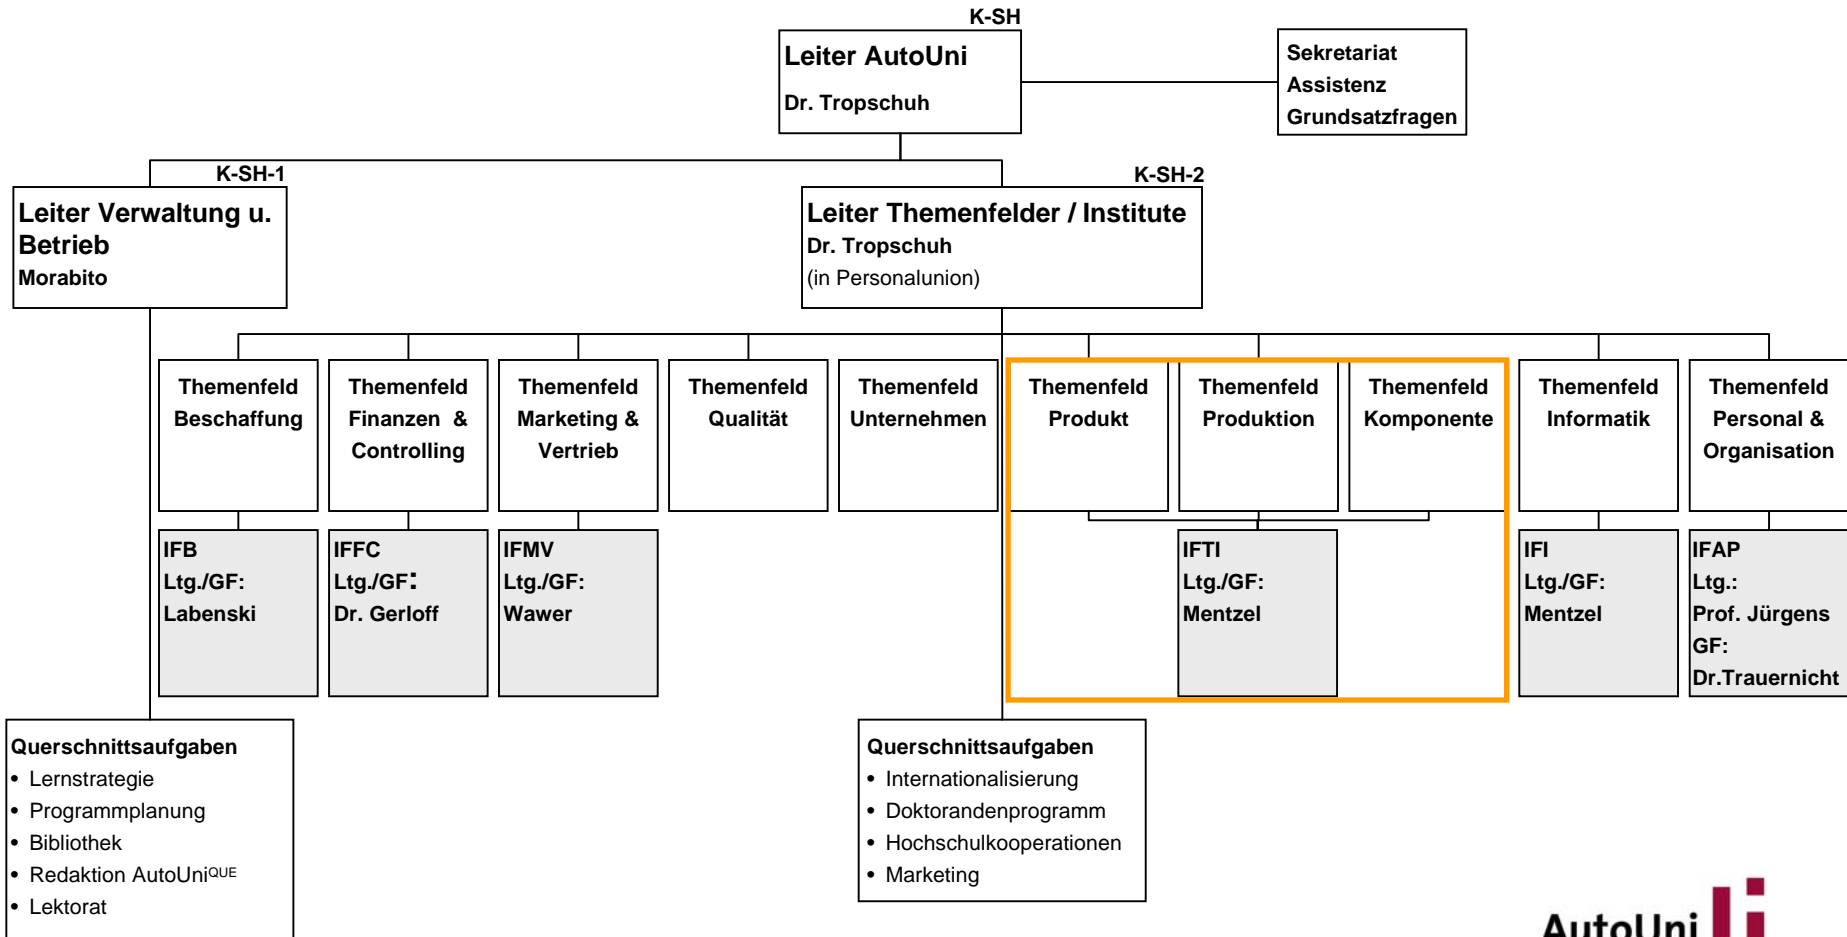 K-SH
Leiter AutoUni
Dr. Tropschuh
Sekretariat
Assistenz
Grundsatzfragen
K-SH-1
Leiter Verwaltung u.
Betrieb
Morabito
K-SH-2
Leiter Themenfelder / Institute
Dr. Tropschuh
(in Personalunion)
Themenfeld
Beschaffung
Themenfeld
Finanzen &
Controlling
Themenfeld
Marketing &
Vertrieb
Themenfeld
Qualität
Themenfeld
Unternehmen
Themenfeld
Produkt
Themenfeld
Produktion
Themenfeld
Komponente
Themenfeld
Informatik
Themenfeld
Personal &
Organisation
IFB
Ltg./GF:
Labenski
IFFC
Ltg./GF:
Dr. Gerloff
IFMV
Ltg./GF:
Wawer
IFTI
Ltg./GF:
Mentzel
IFI
Ltg./GF:
Mentzel
IFAP
Ltg.:
Prof. Jürgens
GF:
Dr.Trauernicht
Querschnittsaufgaben
• Lernstrategie
• Programmplanung
• Bibliothek
• Redaktion AutoUniQUE
• Lektorat
Querschnittsaufgaben
• Internationalisierung
• Doktorandenprogramm
• Hochschulkooperationen
• Marketing
AutoUni